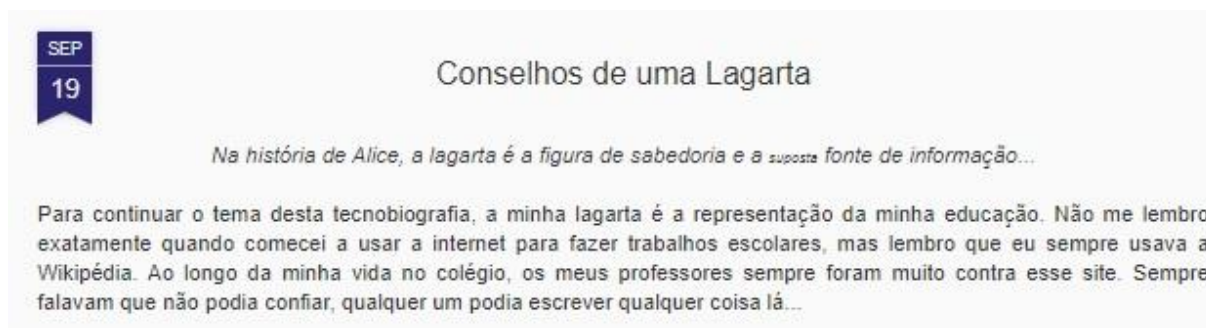 SEP
19
Conselhos de uma Lagarta
Na história de Alice, a lagarta é a figura de sabedoria e a suposta fonte de informação...
Para continuar o tema desta tecnobiografia, a minha lagarta é a representação da minha educação. Não me lembro
exatamente quando comecei a usar a internet para fazer trabalhos escolares, mas lembro que eu sempre usava a
Wikipédia. Ao longo da minha vida no colégio, os meus professores sempre foram muito contra esse site. Sempre
falavam que não podia confiar, qualquer um podia escrever qualquer coisa lá...